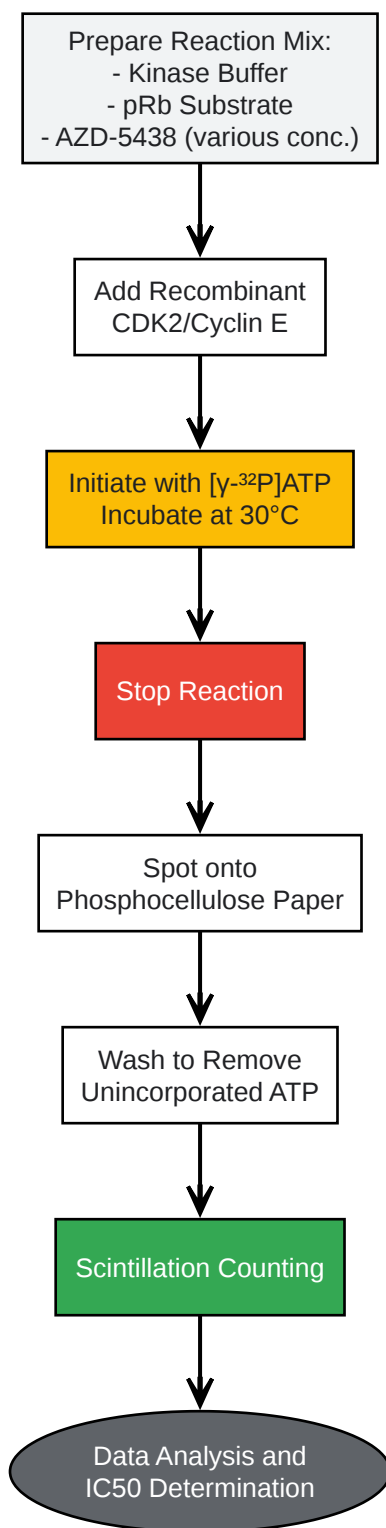 Prepare Reaction Mix:
- Kinase Buffer
- pRb Substrate
- AZD-5438 (various conc.)
Add Recombinant
CDK2/Cyclin E
Initiate with [γ-³²P]ATP
Incubate at 30°C
Stop Reaction
Spot onto
Phosphocellulose Paper
Wash to Remove
Unincorporated ATP
Scintillation Counting
Data Analysis and
IC50 Determination